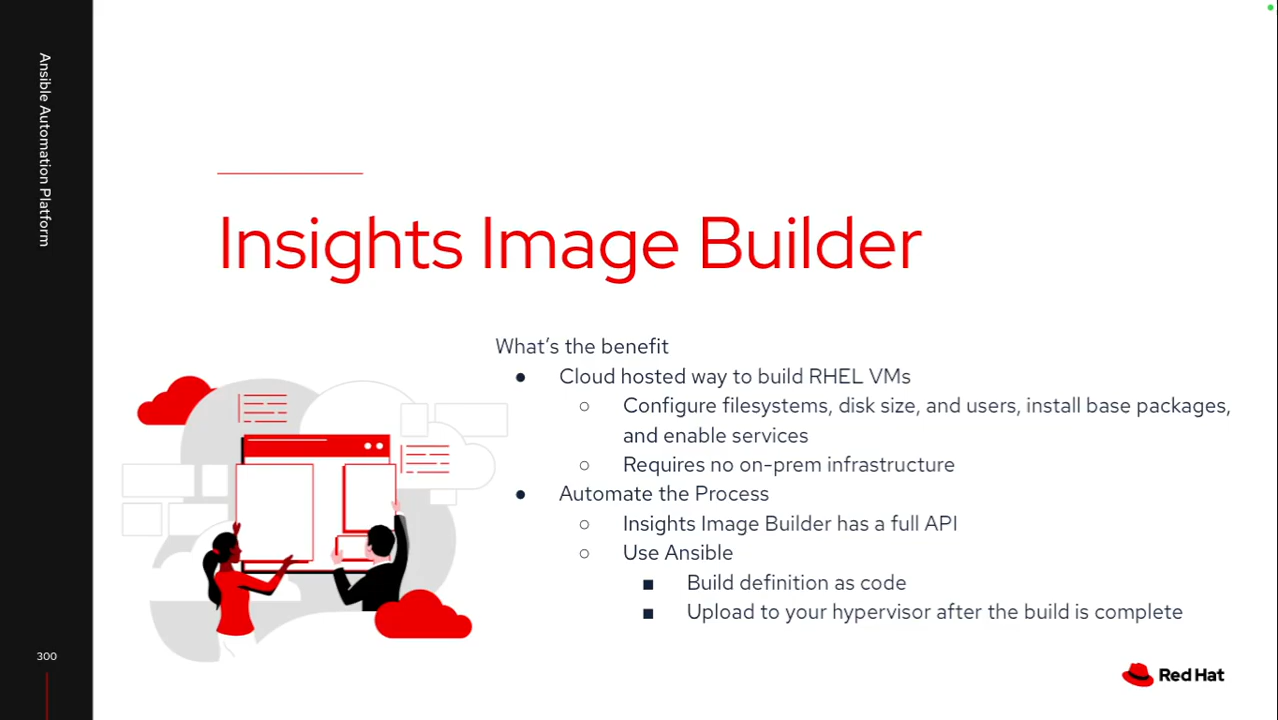 Ansible Automation Platform
Insights Image Builder
What's the benefit
● Cloud hosted way to build RHEL VMs
○ Configure filesystems, disk size, and users, install base packages,
and enable services
○ Requires no on-prem infrastructure
● Automate the Process
○ Insights Image Builder has a full API
○ Use Ansible
■ Build definition as code
■ Upload to your hypervisor after the build is complete
300
Red Hat